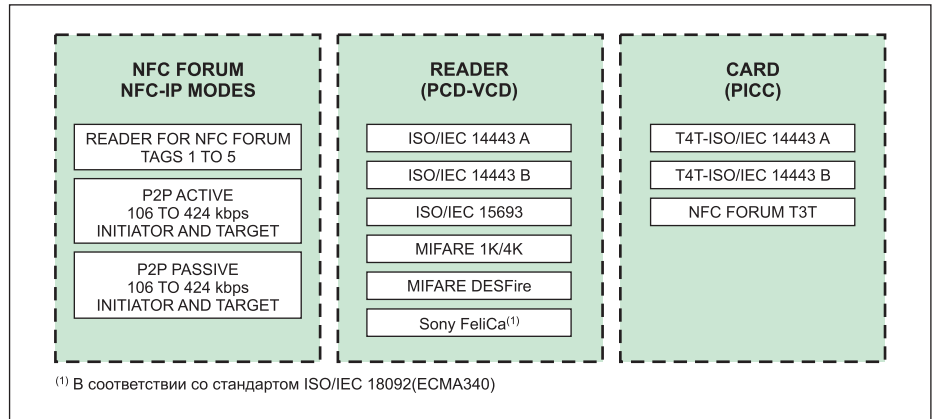 NFC FORUM
NFC-IP MODES
READER FOR NFC FORUM
TAGS 1 TO 5
P2P ACTIVE
106 TO 424 kbps
INITIATOR AND TARGET
P2P PASSIVE
106 TO 424 kbps
INITIATOR AND TARGET
READER
(PCD-VCD)
ISO/IEC 14443 A
ISO/IEC 14443 B
ISO/IEC 15693
MIFARE 1K/4K
MIFARE DESFire
Sony FeliCa(1)
CARD
(PICC)
T4T-ISO/IEC 14443 A
T4T-ISO/IEC 14443 B
NFC FORUM T3T
(1) В соответствии со стандартом ISO/IEC 18092(ECMA340)